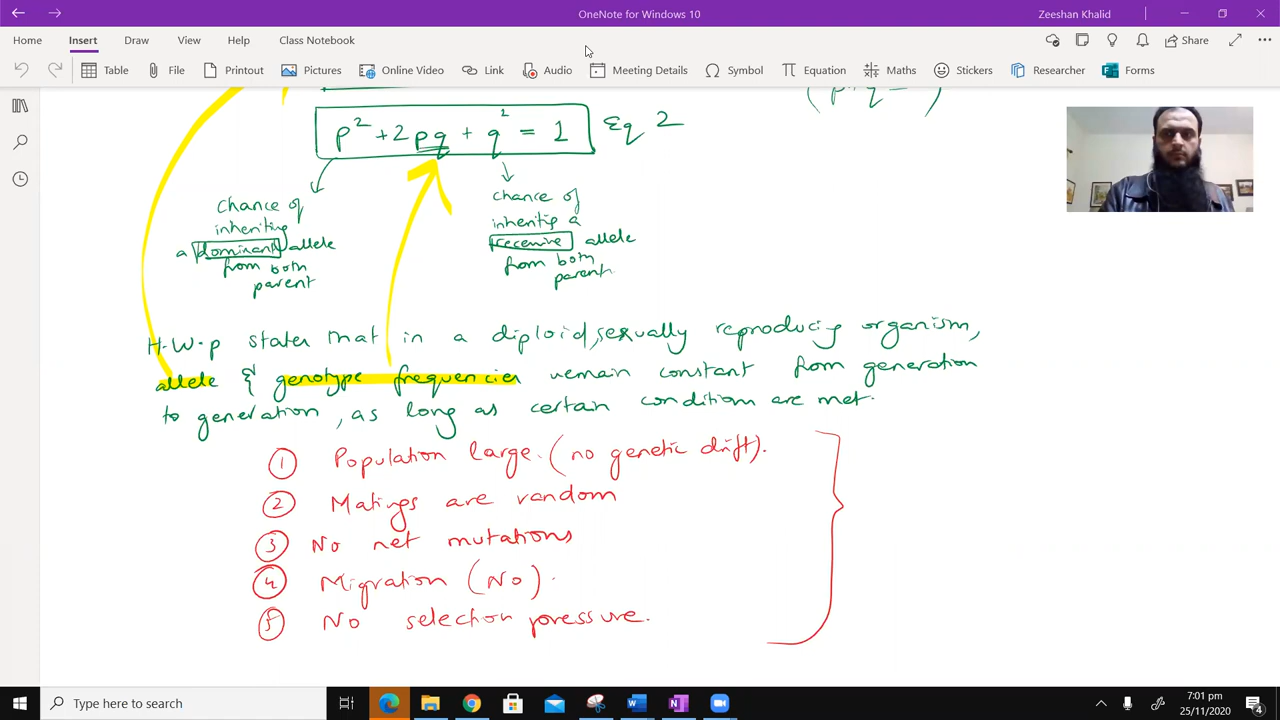 OneNote for Windows 10
Zeeshan Khalid
Home Insert Draw View Help Class Notebook
Share
Table File Printout Pictures Online Video Link Audio Meeting Details Symbol Equation Maths Stickers Researcher Forms
p² + 2pq + q² = 1 Eq 2
Chance of
inheriting
a dominant allele
from both
parent
chance of
inheritig a
recessive allele
from both
parent
H.W.p states that in a diploid, sexually reproducing organism,
allele & genotype frequencies remain constant from generation
to generation, as long as certain conditions are met.
1 Population large. (no genetic drift).
2 Matings are random
3 No net mutations
4 Migration (No).
5 No selection pressure.
Type here to search
7:01 pm
25/11/2020
4